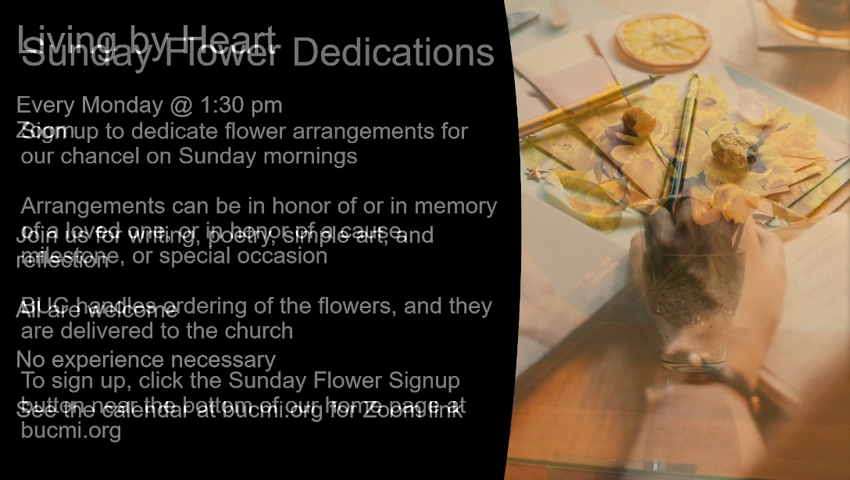 Living by Heart
Sunday Flower Dedications
Every Monday @ 1:30 pm
Zoom
Sign up to dedicate flower arrangements for
our chancel on Sunday mornings
Arrangements can be in honor of or in memory
of a loved one, or in honor of a cause,
milestone, or special occasion
Join us for writing, poetry, simple art, and
reflection
BUC handles ordering of the flowers, and they
are delivered to the church
All are welcome
No experience necessary
To sign up, click the Sunday Flower Signup
button near the bottom of our home page at
bucmi.org
See the calendar at bucmi.org for Zoom link